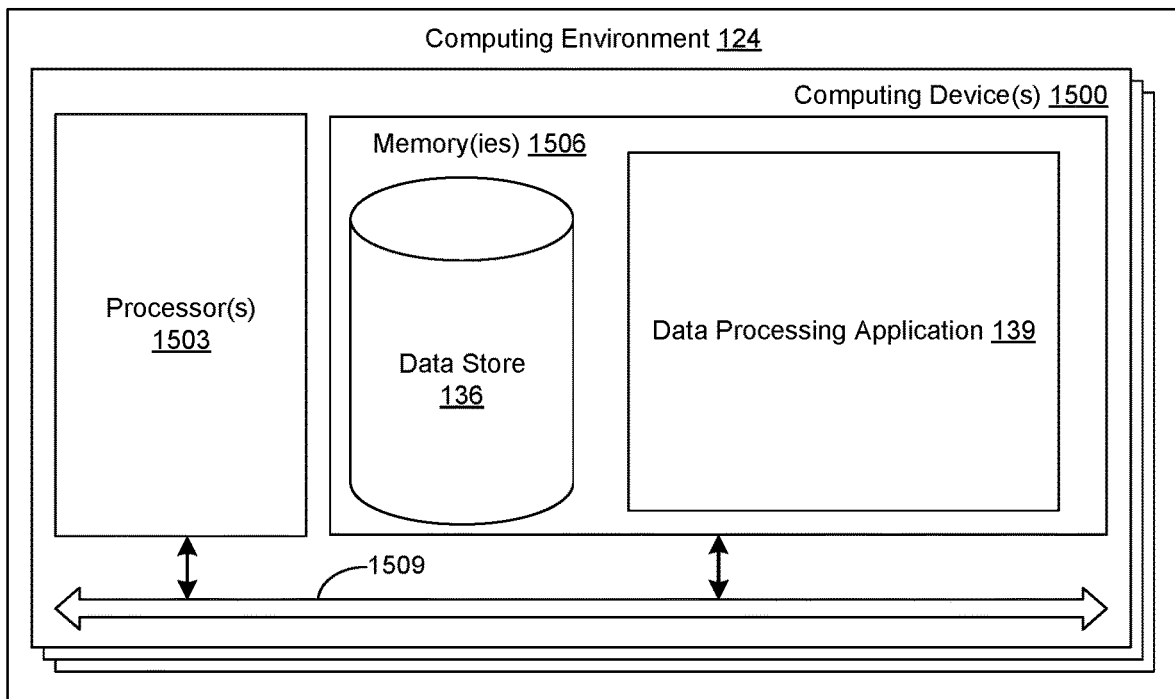 Computing Environment 124
Computing Device(s) 1500
Processor(s)
1503
Memory(ies) 1506
Data Store
136
Data Processing Application 139
1509